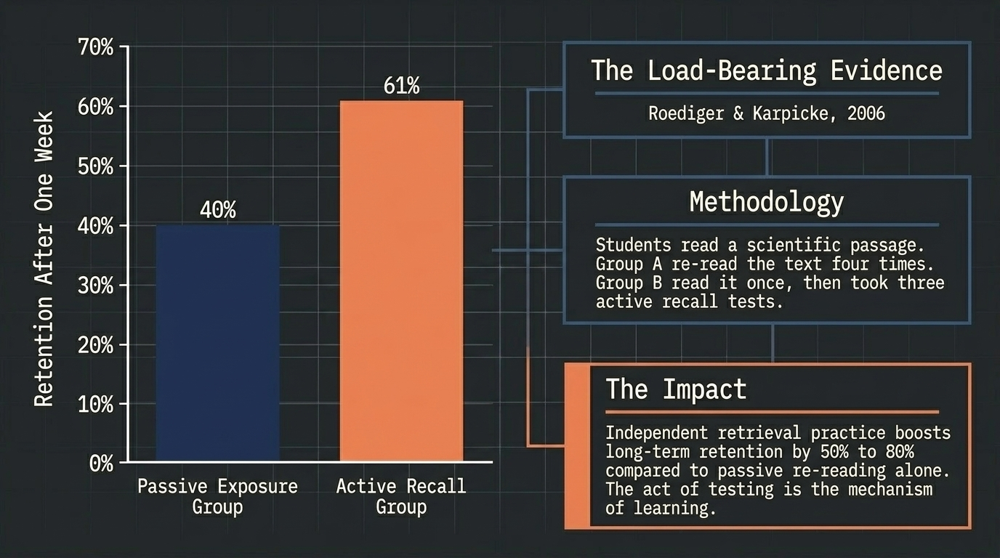 Retention After One Week
70%
60%
50%
40%
30%
20%
10%
0%
40%
61%
Passive Exposure
Group
Active Recall
Group
The Load-Bearing Evidence
Roediger & Karpicke, 2006
Methodology
Students read a scientific passage.
Group A re-read the text four times.
Group B read it once, then took three
active recall tests.
The Impact
Independent retrieval practice boosts
long-term retention by 50% to 80%
compared to passive re-reading alone.
The act of testing is the mechanism
of learning.